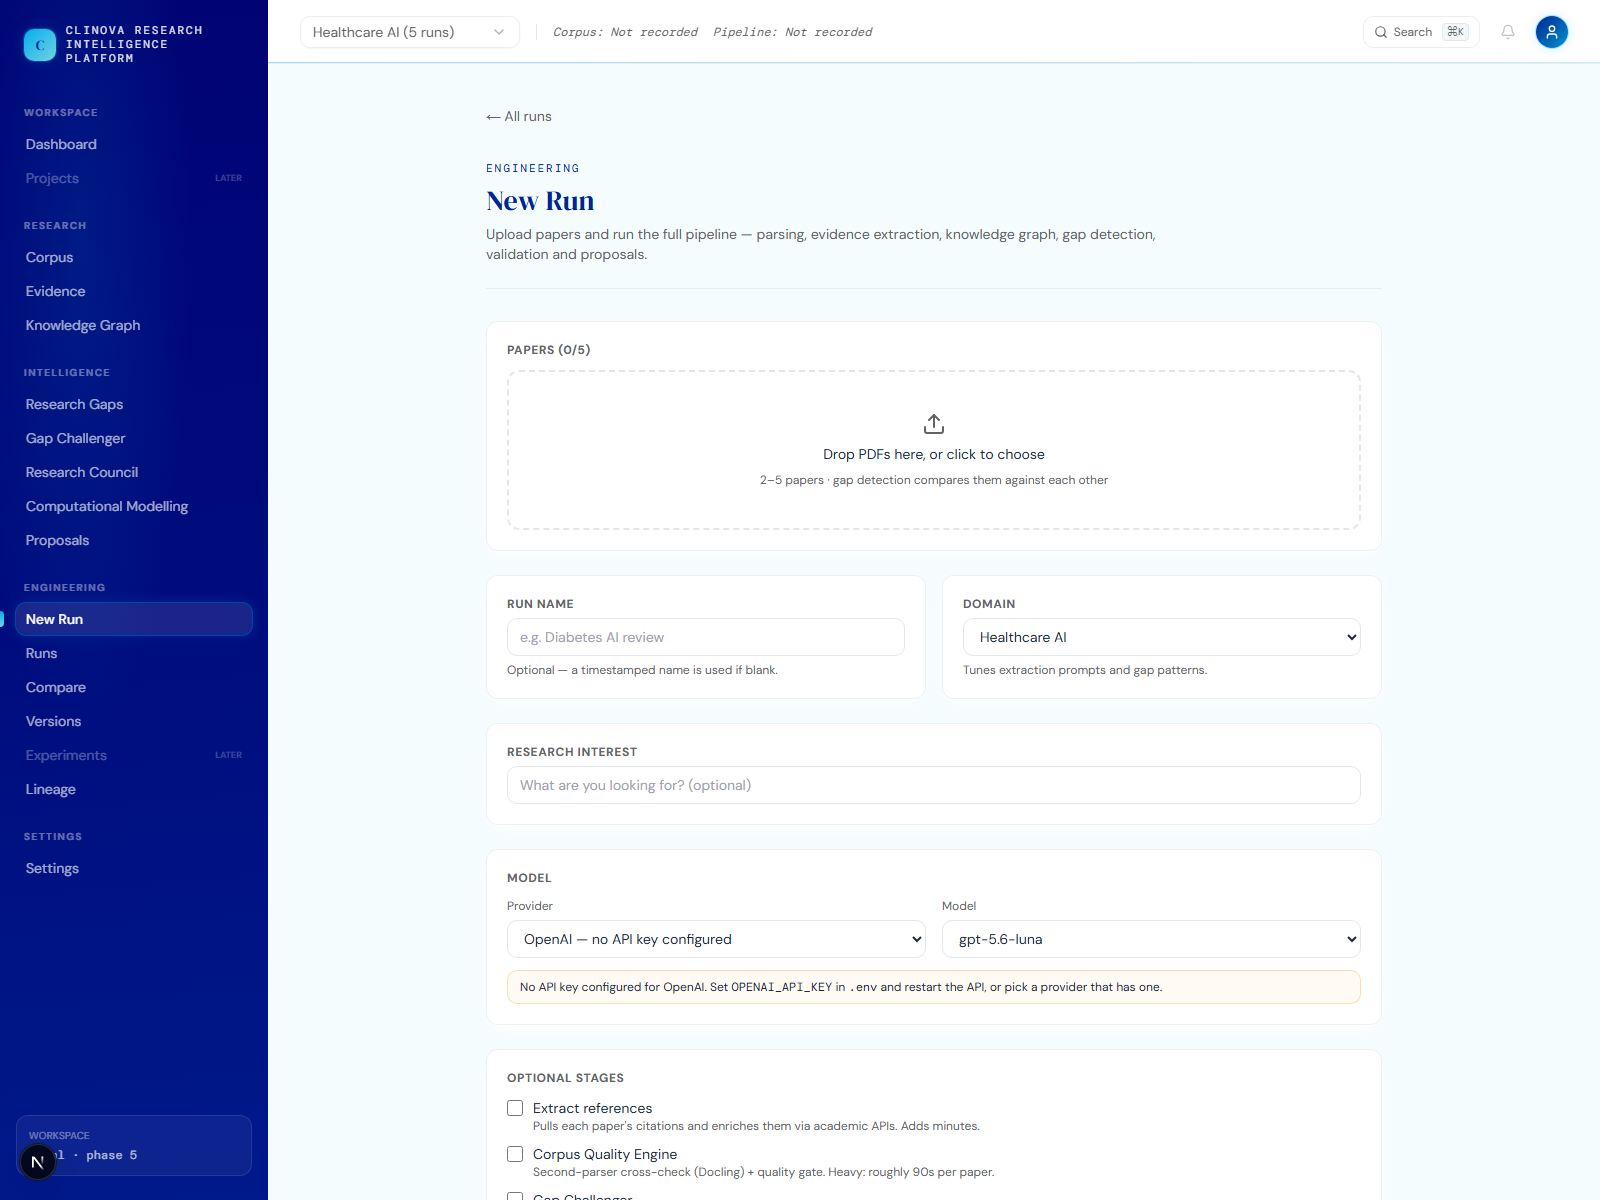 C
CLINOVA RESEARCH
INTELLIGENCE
PLATFORM
WORKSPACE
Dashboard
Projects LATER
RESEARCH
Corpus
Evidence
Knowledge Graph
INTELLIGENCE
Research Gaps
Gap Challenger
Research Council
Computational Modelling
Proposals
ENGINEERING
New Run
Runs
Compare
Versions
Experiments LATER
Lineage
SETTINGS
Settings
WORKSPACE
· phase 5
N
Healthcare AI (5 runs)
Corpus: Not recorded Pipeline: Not recorded
Search ⌘K
← All runs
ENGINEERING
New Run
Upload papers and run the full pipeline — parsing, evidence extraction, knowledge graph, gap detection,
validation and proposals.
PAPERS (0/5)
Drop PDFs here, or click to choose
2–5 papers · gap detection compares them against each other
RUN NAME
e.g. Diabetes AI review
Optional — a timestamped name is used if blank.
DOMAIN
Healthcare AI
Tunes extraction prompts and gap patterns.
RESEARCH INTEREST
What are you looking for? (optional)
MODEL
Provider
OpenAI — no API key configured
Model
gpt-5.6-luna
No API key configured for OpenAI. Set OPENAI_API_KEY in .env and restart the API, or pick a provider that has one.
OPTIONAL STAGES
Extract references
Pulls each paper's citations and enriches them via academic APIs. Adds minutes.
Corpus Quality Engine
Second-parser cross-check (Docling) + quality gate. Heavy: roughly 90s per paper.
Gap Challenger